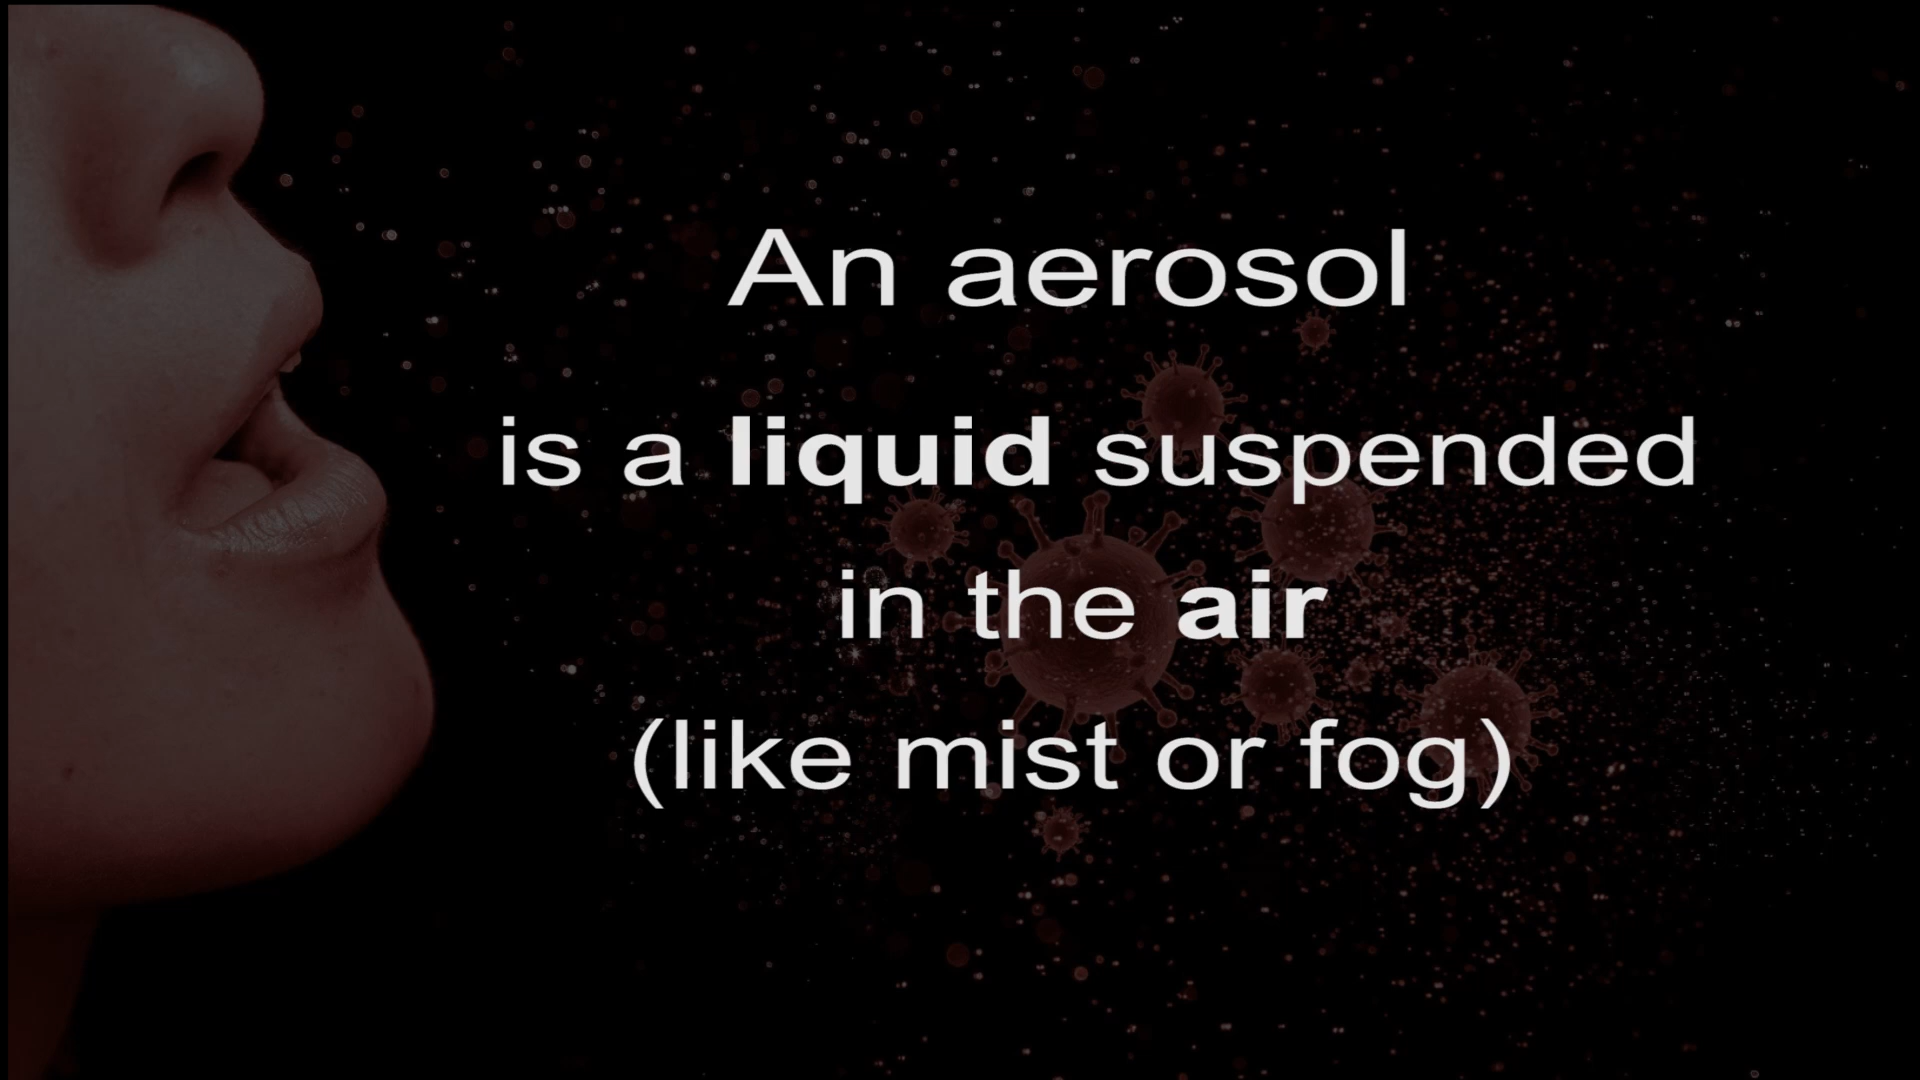 An aerosol
is a liquid suspended
in the air
(like mist or fog)